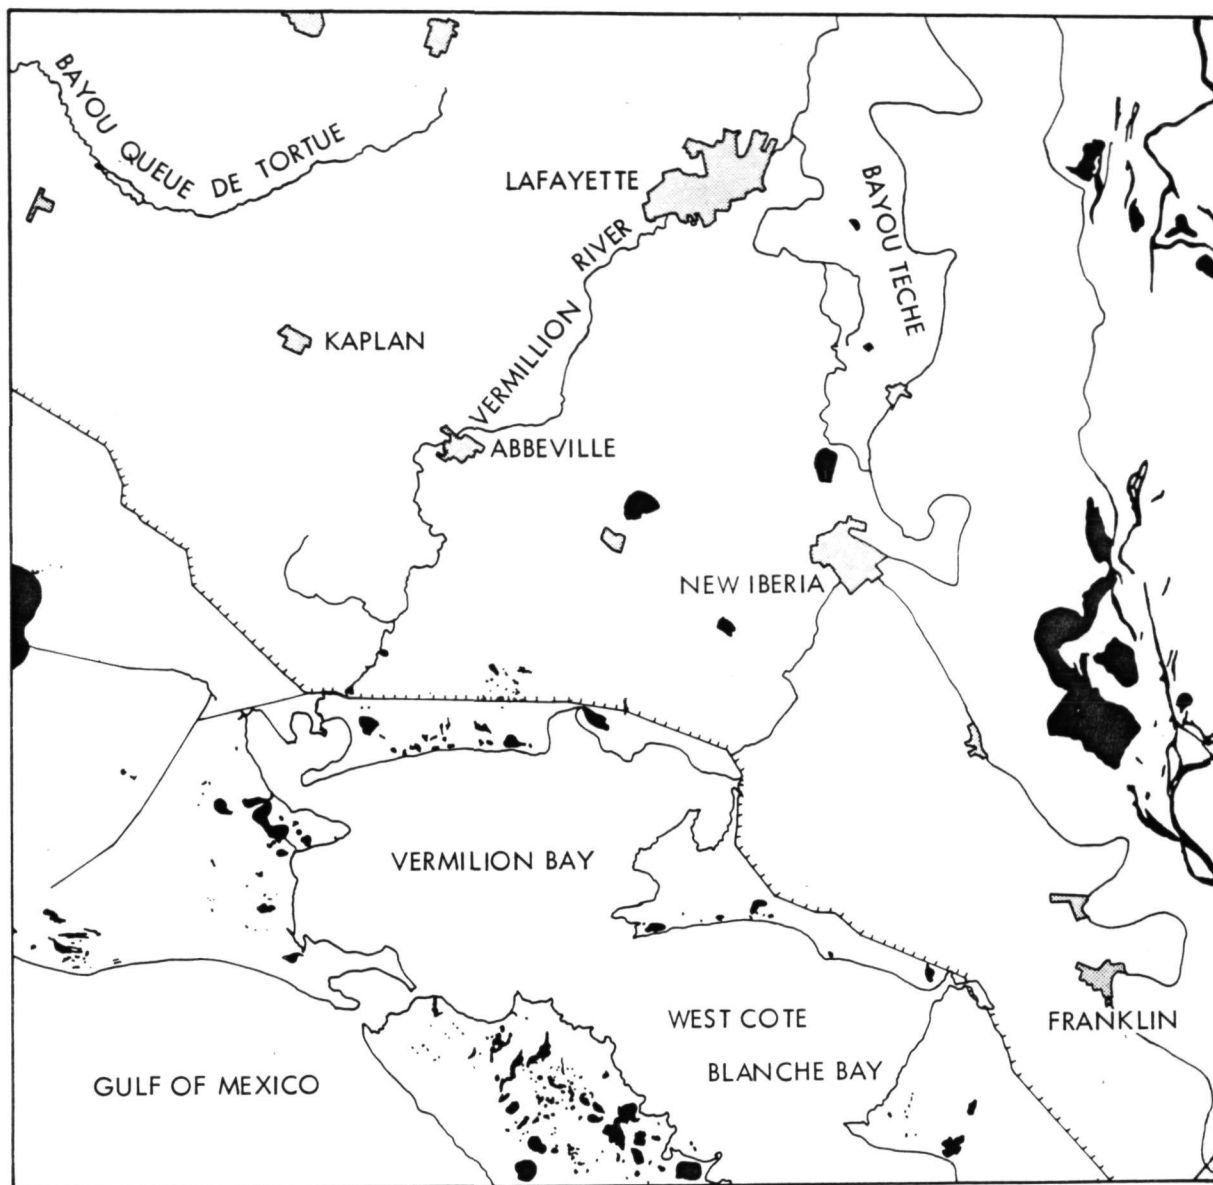 BAYOU QUEUE DE TORTUE
LAFAYETTE
BAYOU TECHE
VERMILLION RIVER
KAPLAN
ABBEVILLE
NEW IBERIA
VERMILION BAY
WEST COTE
BLANCHE BAY
FRANKLIN
GULF OF MEXICO